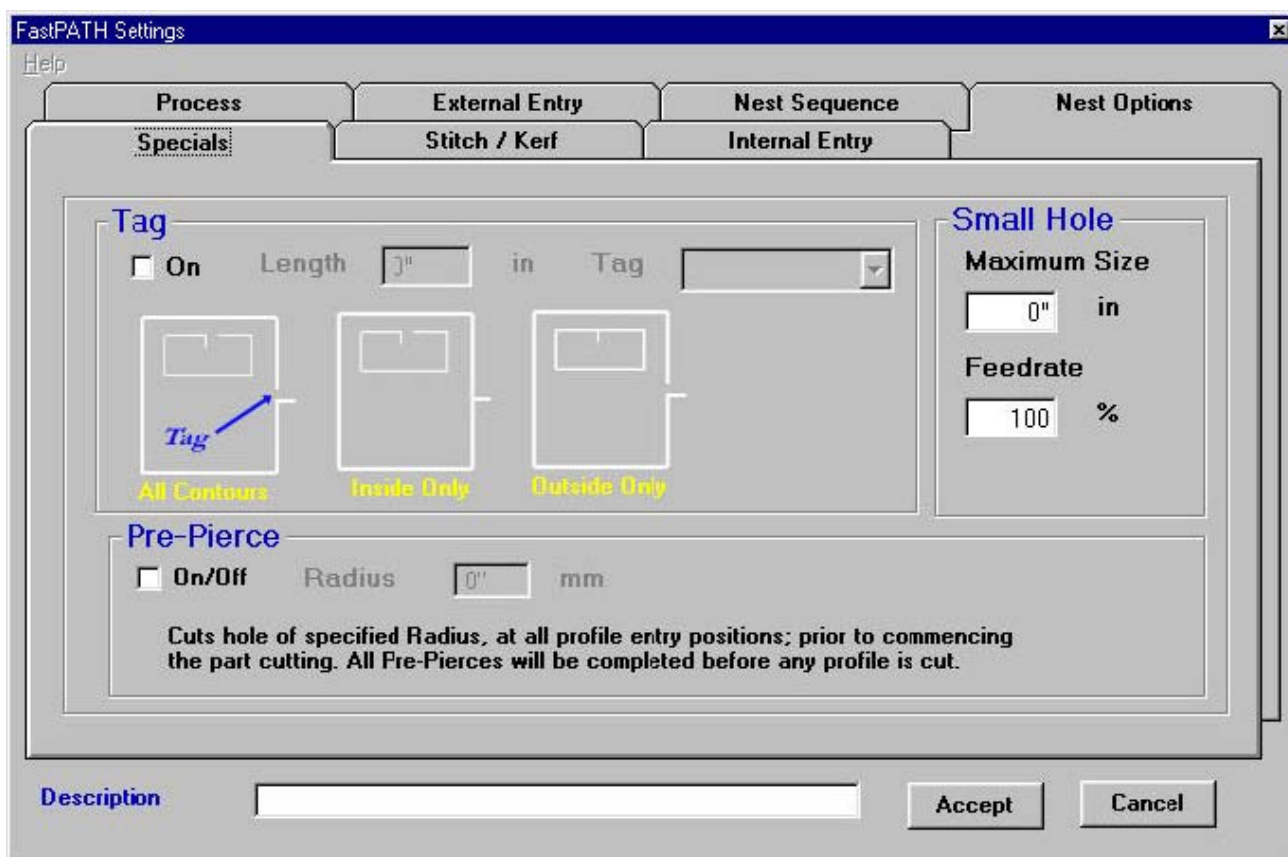 FastPATH Settings
Help
Process External Entry Nest Sequence Nest Options
Specials Stitch / Kerf Internal Entry
Tag
On Length 0" in Tag
Tag
All Contours Inside Only Outside Only
Small Hole
Maximum Size
0" in
Feedrate
100 %
Pre-Pierce
On/Off Radius 0" mm
Cuts hole of specified Radius, at all profile entry positions; prior to commencing
the part cutting. All Pre-Pierces will be completed before any profile is cut.
Description Accept Cancel